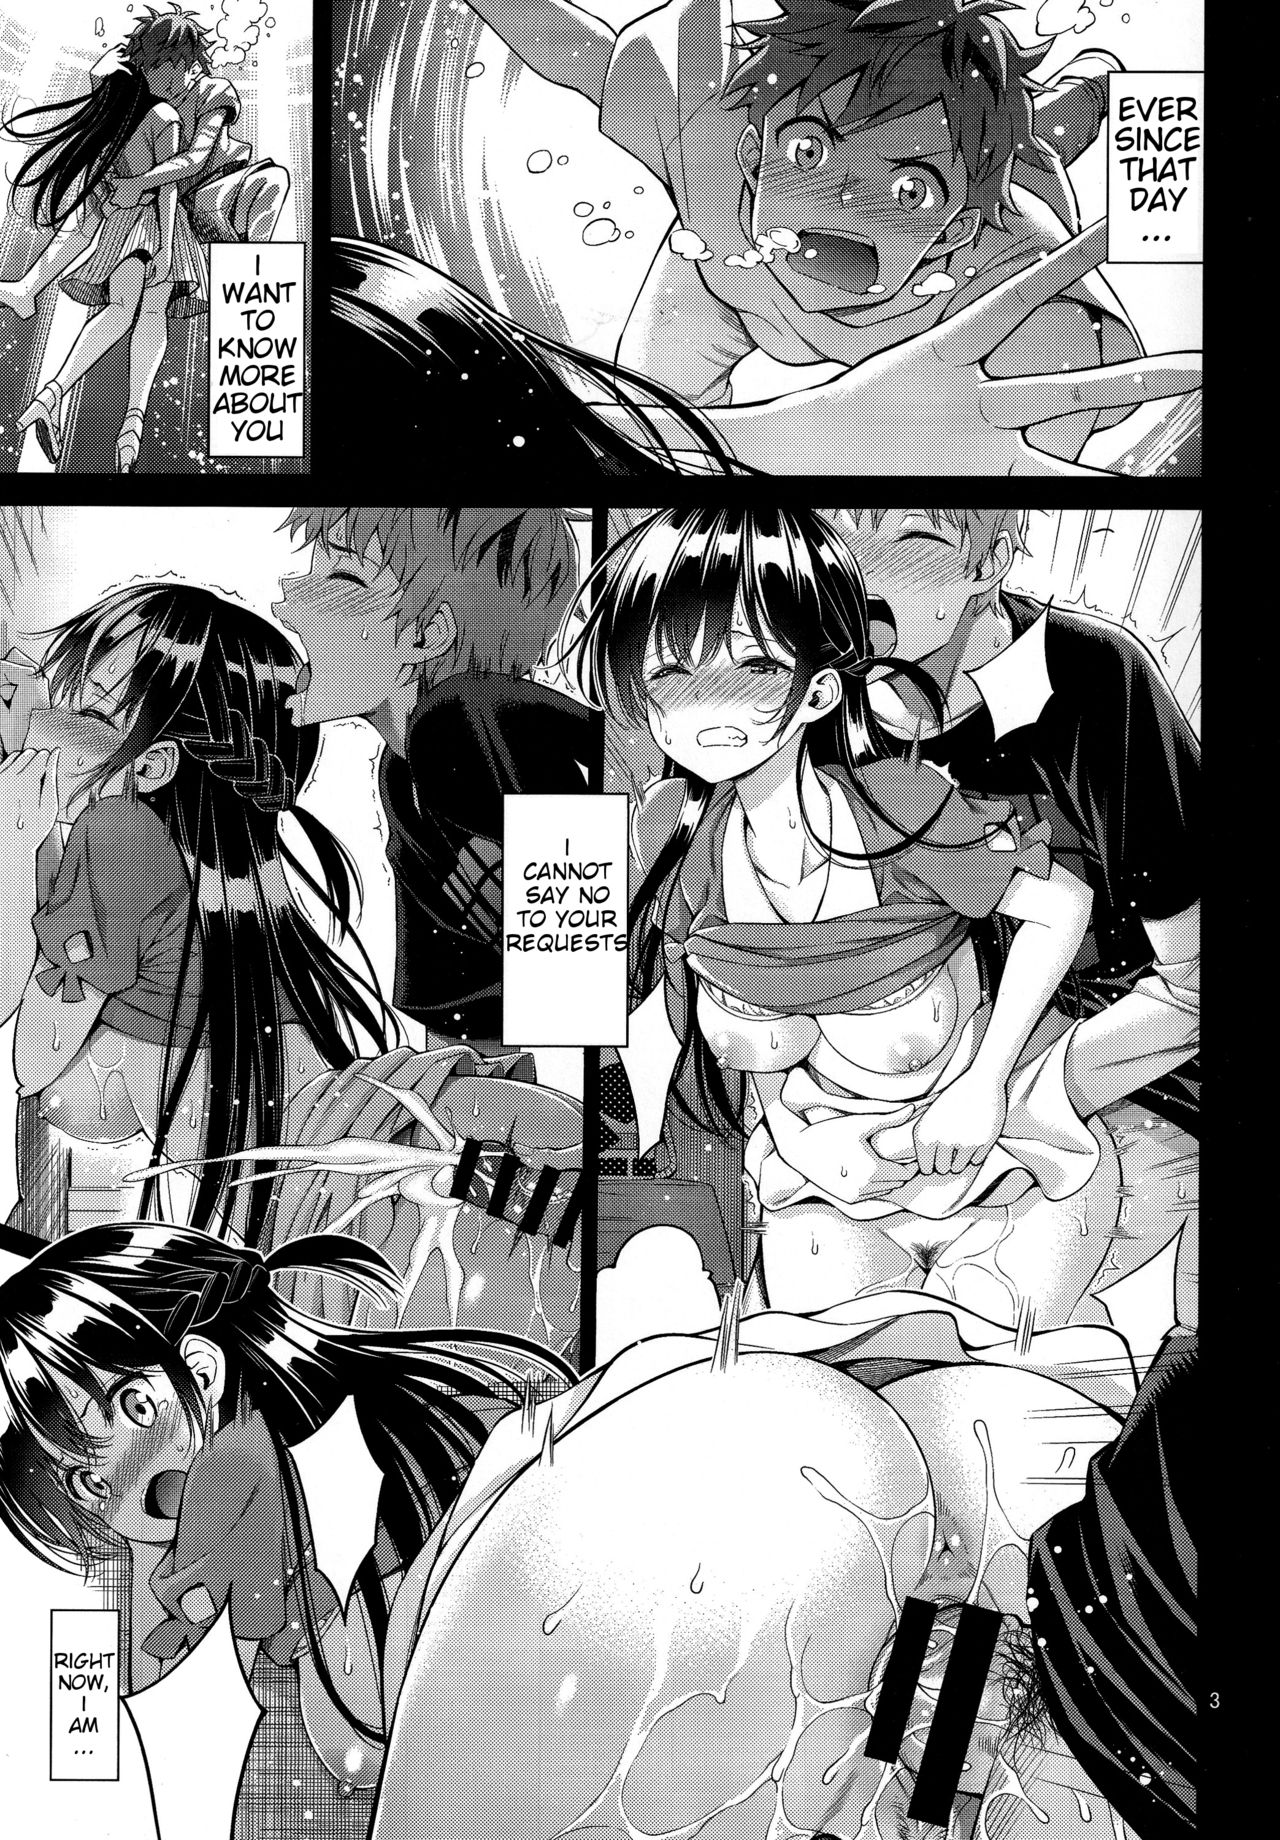 EVER
SINCE
THAT
DAY
...
I
WANT
TO
KNOW
MORE
ABOUT
YOU
I
CANNOT
SAY NO
TO YOUR
REQUESTS
RIGHT
NOW,
I
AM
...
3